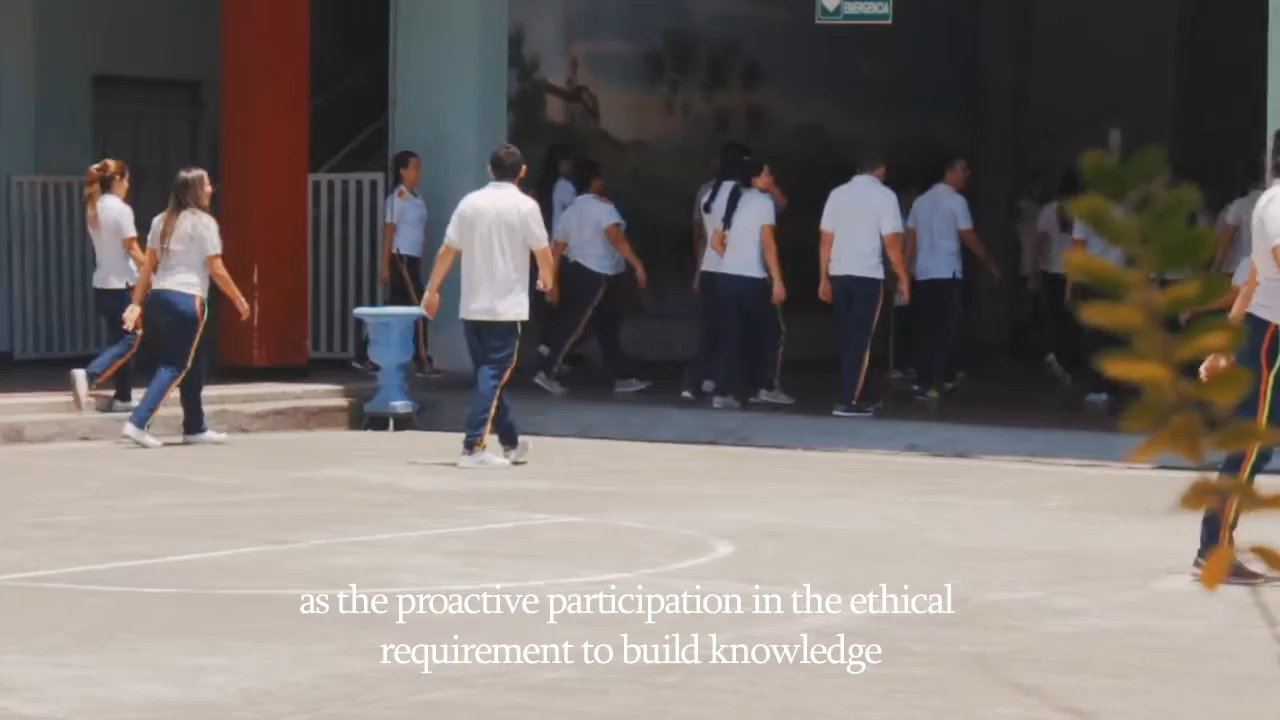 EMERGENCIA
as the proactive participation in the ethical
requirement to build knowledge